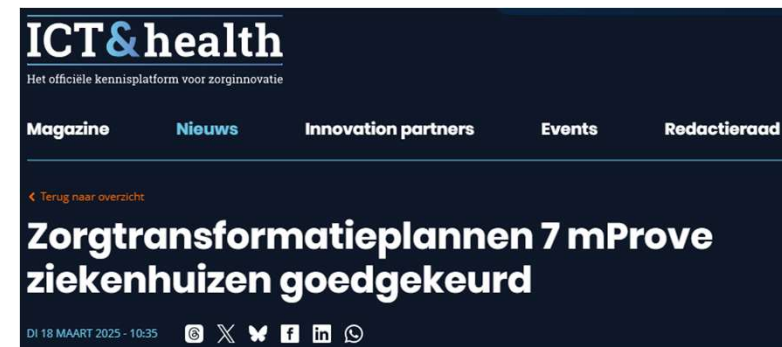 ICT&health
Het officiële kennisplatform voor zorginnovatie
Magazine Nieuws Innovation partners Events Redactieraad
Terug naar overzicht
Zorgtransformatieplannen 7 mProve
ziekenhuizen goedgekeurd
DI 18 MAART 2025 - 10:35